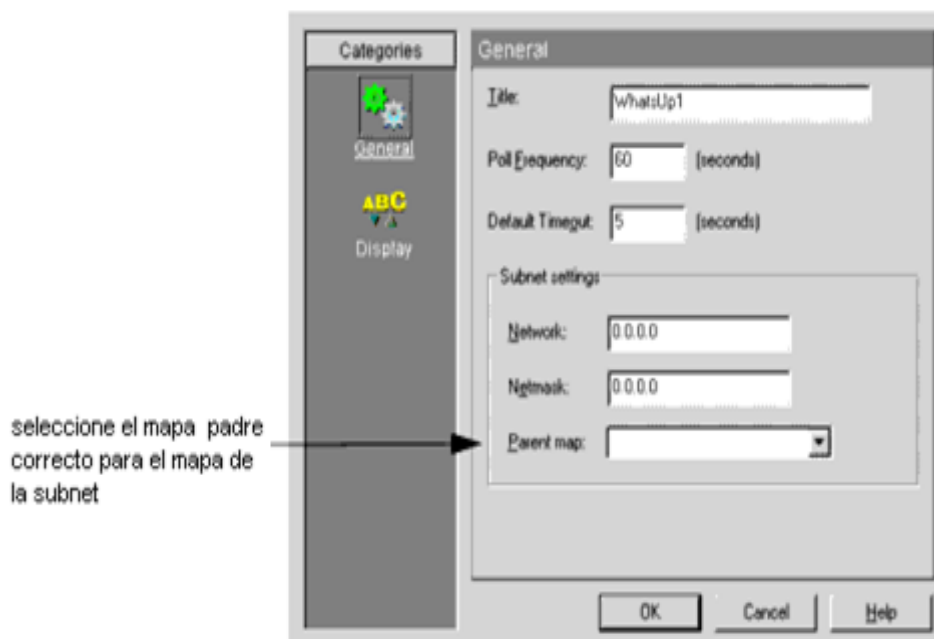 Categories
General
ABC
Display
General
Title: WhatsUp1
Poll Frequency: 60 (seconds)
Default Timeout: 5 (seconds)
Subnet settings
Network: 0.0.0.0
Netmask: 0.0.0.0
Parent map:
seleccione el mapa padre
correcto para el mapa de
la subnet
OK Cancel Help